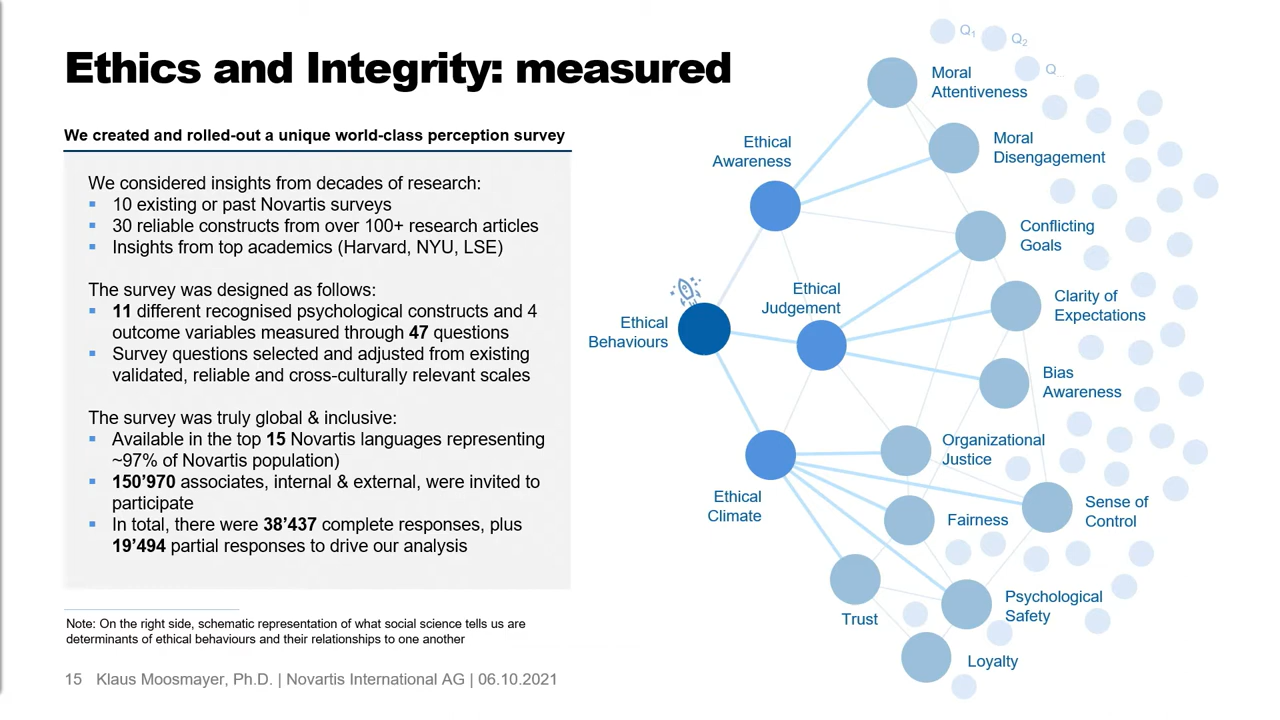 Ethics and Integrity: measured
We created and rolled-out a unique world-class perception survey
We considered insights from decades of research:
▪ 10 existing or past Novartis surveys
▪ 30 reliable constructs from over 100+ research articles
▪ Insights from top academics (Harvard, NYU, LSE)
The survey was designed as follows:
▪ 11 different recognised psychological constructs and 4
outcome variables measured through 47 questions
▪ Survey questions selected and adjusted from existing
validated, reliable and cross-culturally relevant scales
The survey was truly global & inclusive:
▪ Available in the top 15 Novartis languages representing
~97% of Novartis population)
▪ 150’970 associates, internal & external, were invited to
participate
▪ In total, there were 38’437 complete responses, plus
19’494 partial responses to drive our analysis
Note: On the right side, schematic representation of what social science tells us are
determinants of ethical behaviours and their relationships to one another
15 Klaus Moosmayer, Ph.D. | Novartis International AG | 06.10.2021
Q1
Q2
Q...
Moral
Attentiveness
Moral
Disengagement
Ethical
Awareness
Conflicting
Goals
Ethical
Judgement
Clarity of
Expectations
Ethical
Behaviours
Bias
Awareness
Organizational
Justice
Ethical
Climate
Sense of
Control
Fairness
Psychological
Safety
Trust
Loyalty